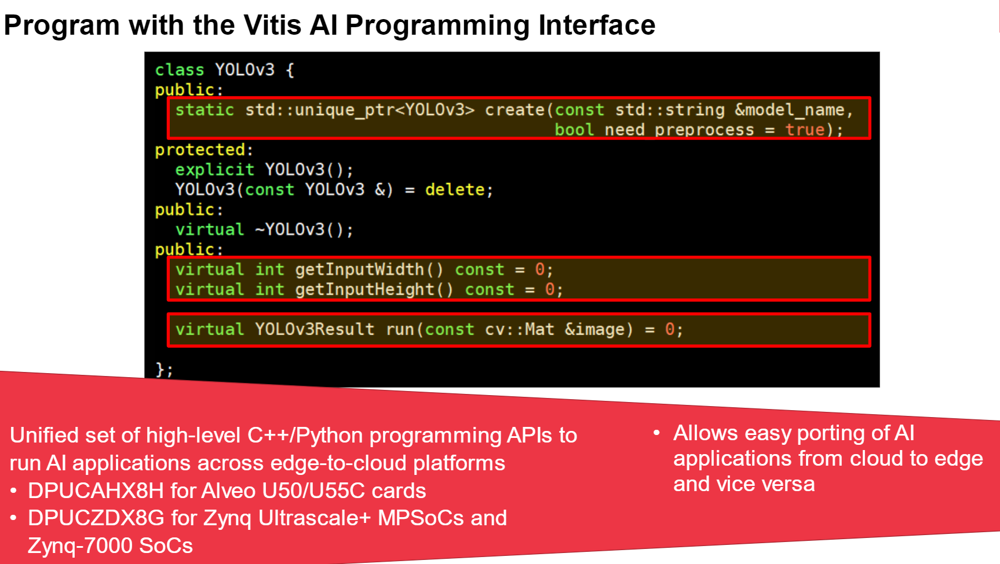 Program with the Vitis AI Programming Interface
class YOLOv3 {
public:
  static std::unique_ptr<YOLOv3> create(const std::string &model_name,
                                        bool need_preprocess = true);
protected:
  explicit YOLOv3();
  YOLOv3(const YOLOv3 &) = delete;
public:
  virtual ~YOLOv3();
public:
  virtual int getInputWidth() const = 0;
  virtual int getInputHeight() const = 0;
  virtual YOLOv3Result run(const cv::Mat &image) = 0;
};
Unified set of high-level C++/Python programming APIs to
run AI applications across edge-to-cloud platforms
• DPUCAHX8H for Alveo U50/U55C cards
• DPUCZDX8G for Zynq Ultrascale+ MPSoCs and
Zynq-7000 SoCs
• Allows easy porting of AI
applications from cloud to edge
and vice versa